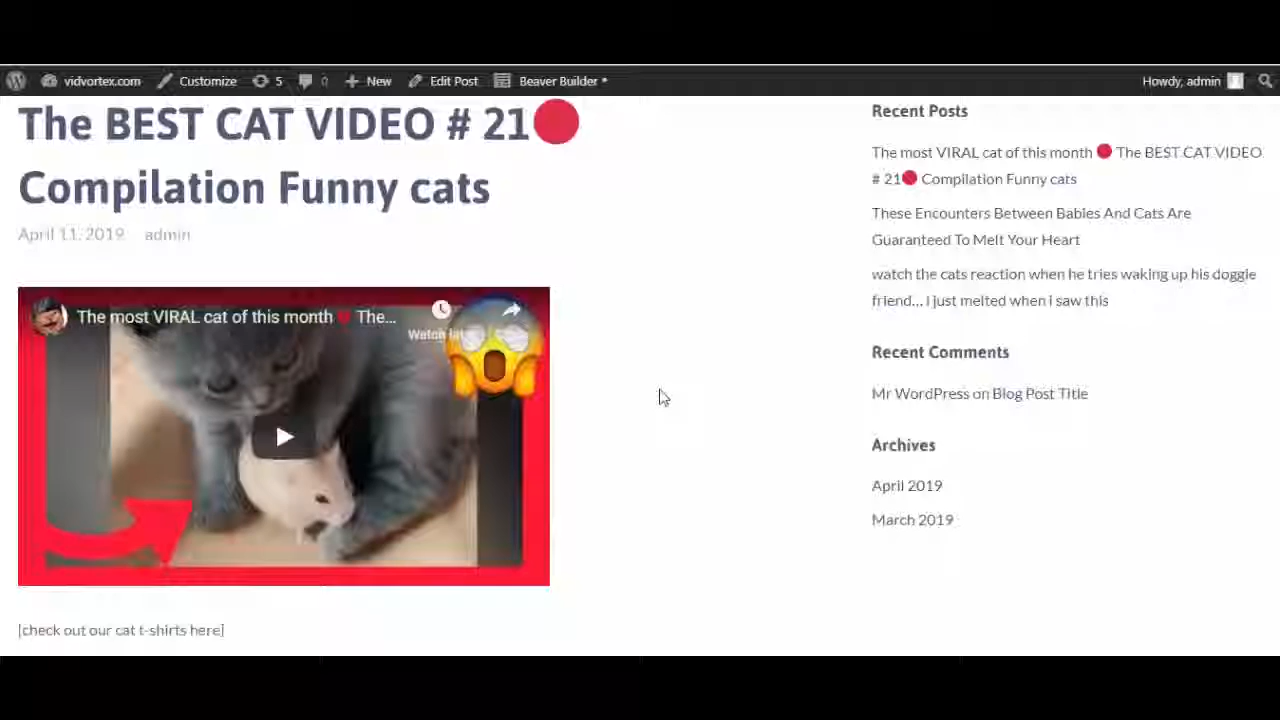 vidvortex.com Customize 5 0 New Edit Post Beaver Builder Howdy, admin
The BEST CAT VIDEO # 21
Compilation Funny cats
April 11, 2019 admin
The most VIRAL cat of this month The...
Watch
[check out our cat t-shirts here]
Recent Posts
The most VIRAL cat of this month The BEST CAT VIDEO
# 21 Compilation Funny cats
These Encounters Between Babies And Cats Are
Guaranteed To Melt Your Heart
watch the cats reaction when he tries waking up his doggie
friend... I just melted when i saw this
Recent Comments
Mr WordPress on Blog Post Title
Archives
April 2019
March 2019